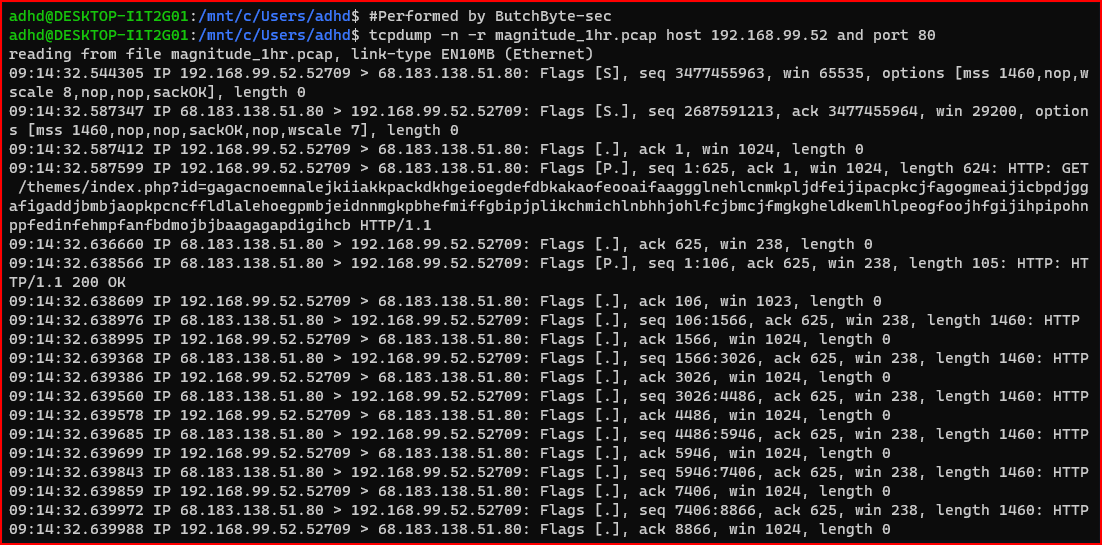 adhd@DESKTOP-I1T2G01:/mnt/c/Users/adhd$ #Performed by ButchByte-sec
adhd@DESKTOP-I1T2G01:/mnt/c/Users/adhd$ tcpdump -n -r magnitude_1hr.pcap host 192.168.99.52 and port 80
reading from file magnitude_1hr.pcap, link-type EN10MB (Ethernet)
09:14:32.544305 IP 192.168.99.52.52709 > 68.183.138.51.80: Flags [S], seq 3477455963, win 65535, options [mss 1460,nop,w
scale 8,nop,nop,sackOK], length 0
09:14:32.587347 IP 68.183.138.51.80 > 192.168.99.52.52709: Flags [S.], seq 2687591213, ack 3477455964, win 29200, option
s [mss 1460,nop,nop,sackOK,nop,wscale 7], length 0
09:14:32.587412 IP 192.168.99.52.52709 > 68.183.138.51.80: Flags [.], ack 1, win 1024, length 0
09:14:32.587599 IP 192.168.99.52.52709 > 68.183.138.51.80: Flags [P.], seq 1:625, ack 1, win 1024, length 624: HTTP: GET
/themes/index.php?id=gagacnoemnalejkiiakkpackdkhgeioegdefdbkakaofeooaifaaggglnehlcnmkpljdfeijipacpkcjfagogmeaijicbpdjgg
afigaddjbmbjaopkpcncffldlalehoegpmbjeidnnmgkpbhefmiffgbipjplikchmichlnbhhjohlfcjbmcjfmgkgheldkemlhlpeogfoojhfgijihpipohn
ppfedinfehmpfanfbdmojbjbaagagapdigihcb HTTP/1.1
09:14:32.636660 IP 68.183.138.51.80 > 192.168.99.52.52709: Flags [.], ack 625, win 238, length 0
09:14:32.638566 IP 68.183.138.51.80 > 192.168.99.52.52709: Flags [P.], seq 1:106, ack 625, win 238, length 105: HTTP: HT
TP/1.1 200 OK
09:14:32.638609 IP 192.168.99.52.52709 > 68.183.138.51.80: Flags [.], ack 106, win 1023, length 0
09:14:32.638976 IP 68.183.138.51.80 > 192.168.99.52.52709: Flags [.], seq 106:1566, ack 625, win 238, length 1460: HTTP
09:14:32.638995 IP 192.168.99.52.52709 > 68.183.138.51.80: Flags [.], ack 1566, win 1024, length 0
09:14:32.639368 IP 68.183.138.51.80 > 192.168.99.52.52709: Flags [.], seq 1566:3026, ack 625, win 238, length 1460: HTTP
09:14:32.639386 IP 192.168.99.52.52709 > 68.183.138.51.80: Flags [.], ack 3026, win 1024, length 0
09:14:32.639560 IP 68.183.138.51.80 > 192.168.99.52.52709: Flags [.], seq 3026:4486, ack 625, win 238, length 1460: HTTP
09:14:32.639578 IP 192.168.99.52.52709 > 68.183.138.51.80: Flags [.], ack 4486, win 1024, length 0
09:14:32.639685 IP 68.183.138.51.80 > 192.168.99.52.52709: Flags [.], seq 4486:5946, ack 625, win 238, length 1460: HTTP
09:14:32.639699 IP 192.168.99.52.52709 > 68.183.138.51.80: Flags [.], ack 5946, win 1024, length 0
09:14:32.639843 IP 68.183.138.51.80 > 192.168.99.52.52709: Flags [.], seq 5946:7406, ack 625, win 238, length 1460: HTTP
09:14:32.639859 IP 192.168.99.52.52709 > 68.183.138.51.80: Flags [.], ack 7406, win 1024, length 0
09:14:32.639972 IP 68.183.138.51.80 > 192.168.99.52.52709: Flags [.], seq 7406:8866, ack 625, win 238, length 1460: HTTP
09:14:32.639988 IP 192.168.99.52.52709 > 68.183.138.51.80: Flags [.], ack 8866, win 1024, length 0